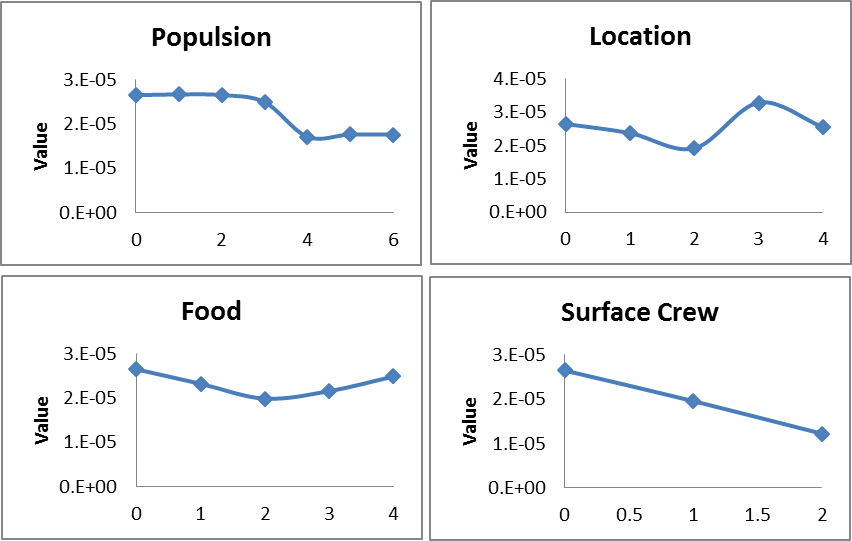 Populsion
3.E-05
2.E-05
1.E-05
0.E+00
Value
0 2 4 6
Location
4.E-05
3.E-05
2.E-05
1.E-05
0.E+00
Value
0 1 2 3 4
Food
3.E-05
2.E-05
1.E-05
0.E+00
Value
0 1 2 3 4
Surface Crew
3.E-05
2.E-05
1.E-05
0.E+00
Value
0 0.5 1 1.5 2